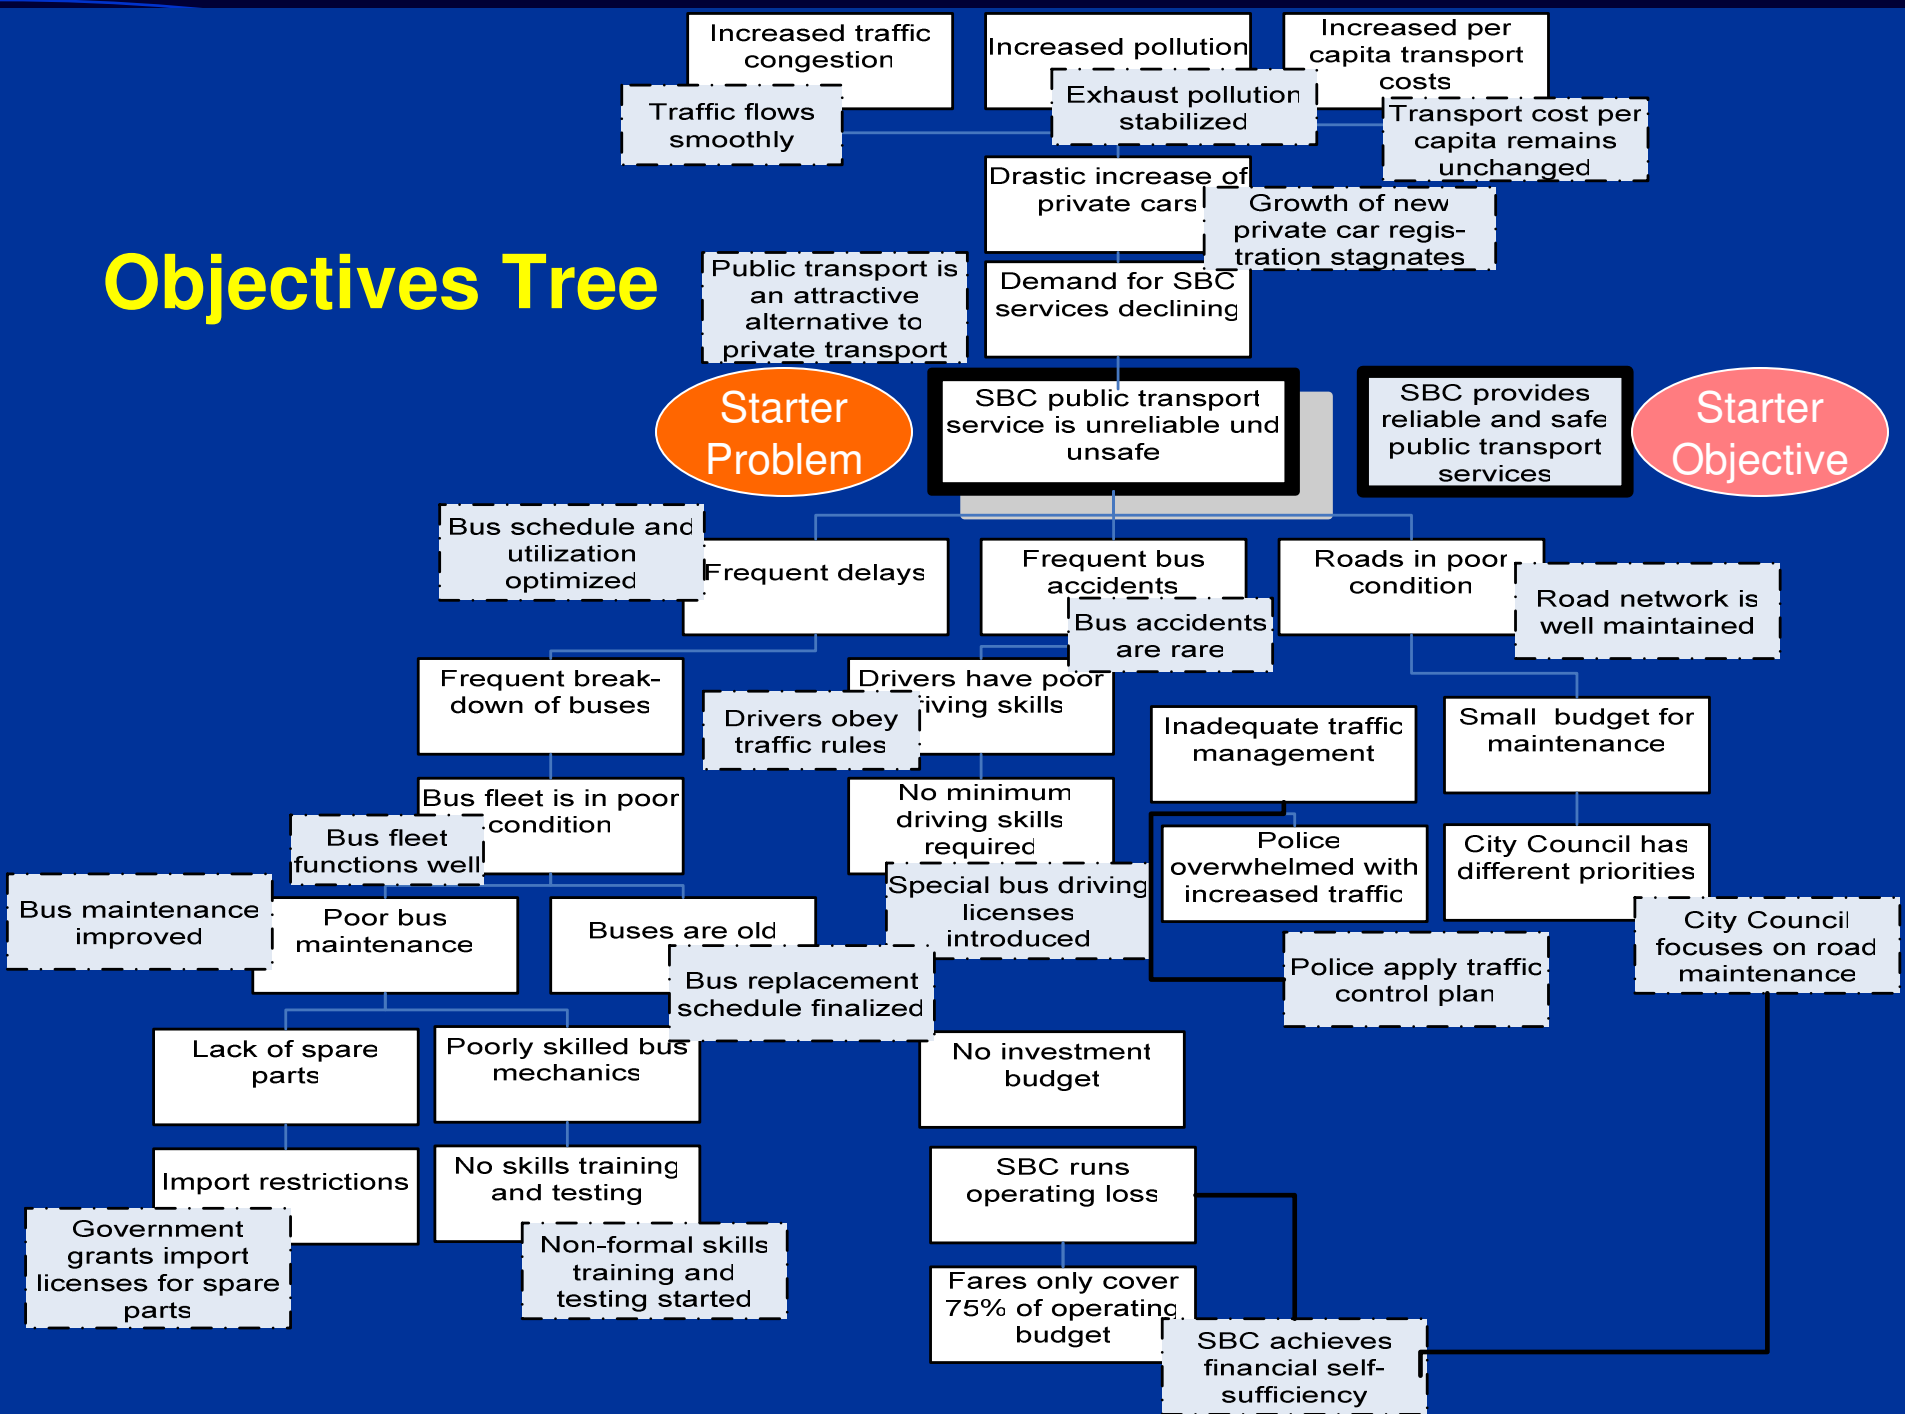 Increased traffic
congestion
Increased pollution
Increased per
capita transport
costs
Traffic flows
smoothly
Exhaust pollution
stabilized
Transport cost per
capita remains
unchanged
Drastic increase of
private cars
Growth of new
private car regis-
tration stagnates
Objectives Tree
Public transport is
an attractive
alternative to
private transport
Demand for SBC
services declining
Starter
Problem
SBC public transport
service is unreliable und
unsafe
SBC provides
reliable and safe
public transport
services
Starter
Objective
Bus schedule and
utilization
optimized
Frequent delays
Frequent bus
accidents
Roads in poor
condition
Bus accidents
are rare
Road network is
well maintained
Frequent break-
down of buses
Drivers have poor
iving skills
Drivers obey
traffic rules
Inadequate traffic
management
Small budget for
maintenance
Bus fleet is in poor
condition
Bus fleet
functions well
No minimum
driving skills
required
Police
overwhelmed with
increased traffic
City Council has
different priorities
Bus maintenance
improved
Poor bus
maintenance
Buses are old
Special bus driving
licenses
introduced
City Council
focuses on road
maintenance
Bus replacement
schedule finalized
Police apply traffic
control plan
Lack of spare
parts
Poorly skilled bus
mechanics
No investment
budget
Import restrictions
No skills training
and testing
SBC runs
operating loss
Government
grants import
licenses for spare
parts
Non-formal skills
training and
testing started
Fares only cover
75% of operating
budget
SBC achieves
financial self-
sufficiency